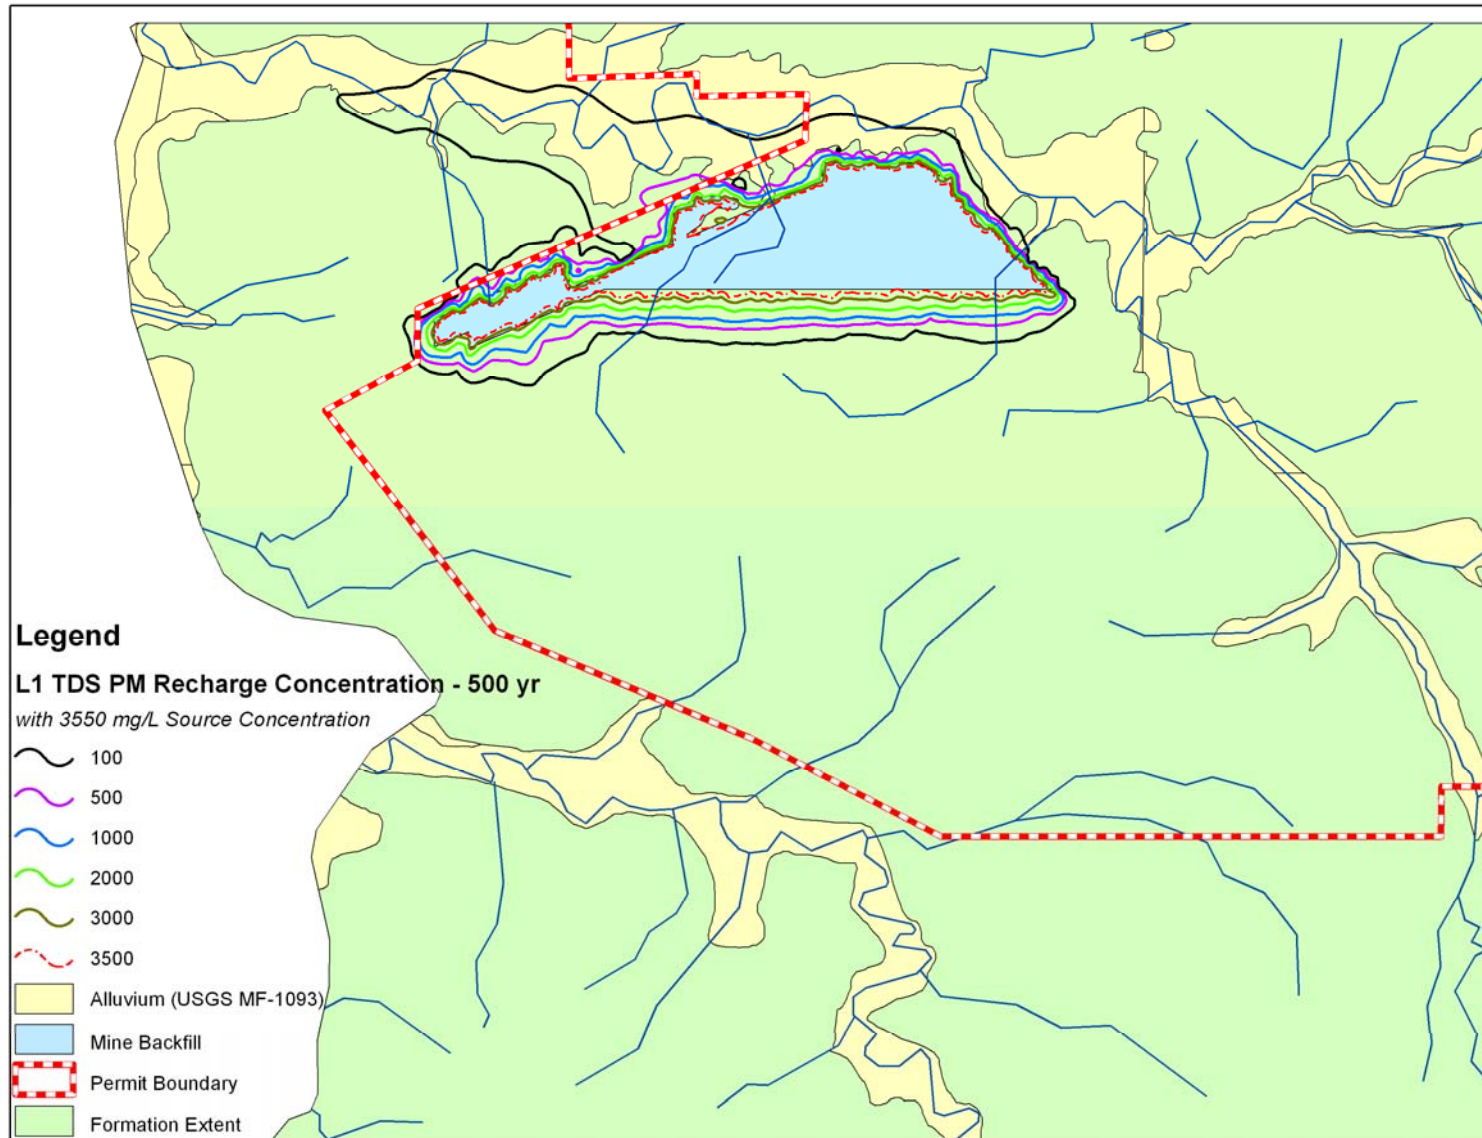 Legend
L1 TDS PM Recharge Concentration - 500 yr
with 3550 mg/L Source Concentration
100
500
1000
2000
3000
3500
Alluvium (USGS MF-1093)
Mine Backfill
Permit Boundary
Formation Extent